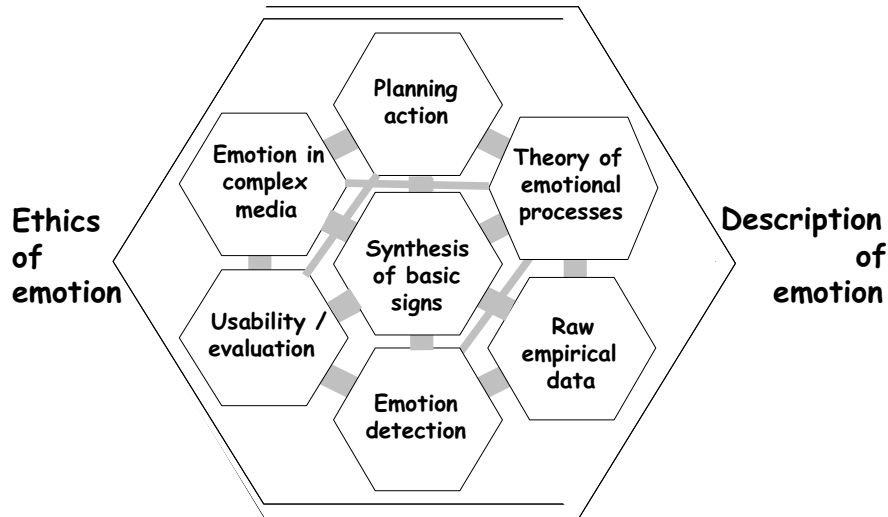 Planning
action
Emotion in
complex
media
Theory of
emotional
processes
Ethics
of
emotion
Description
of
emotion
Synthesis
of basic
signs
Usability /
evaluation
Raw
empirical
data
Emotion
detection